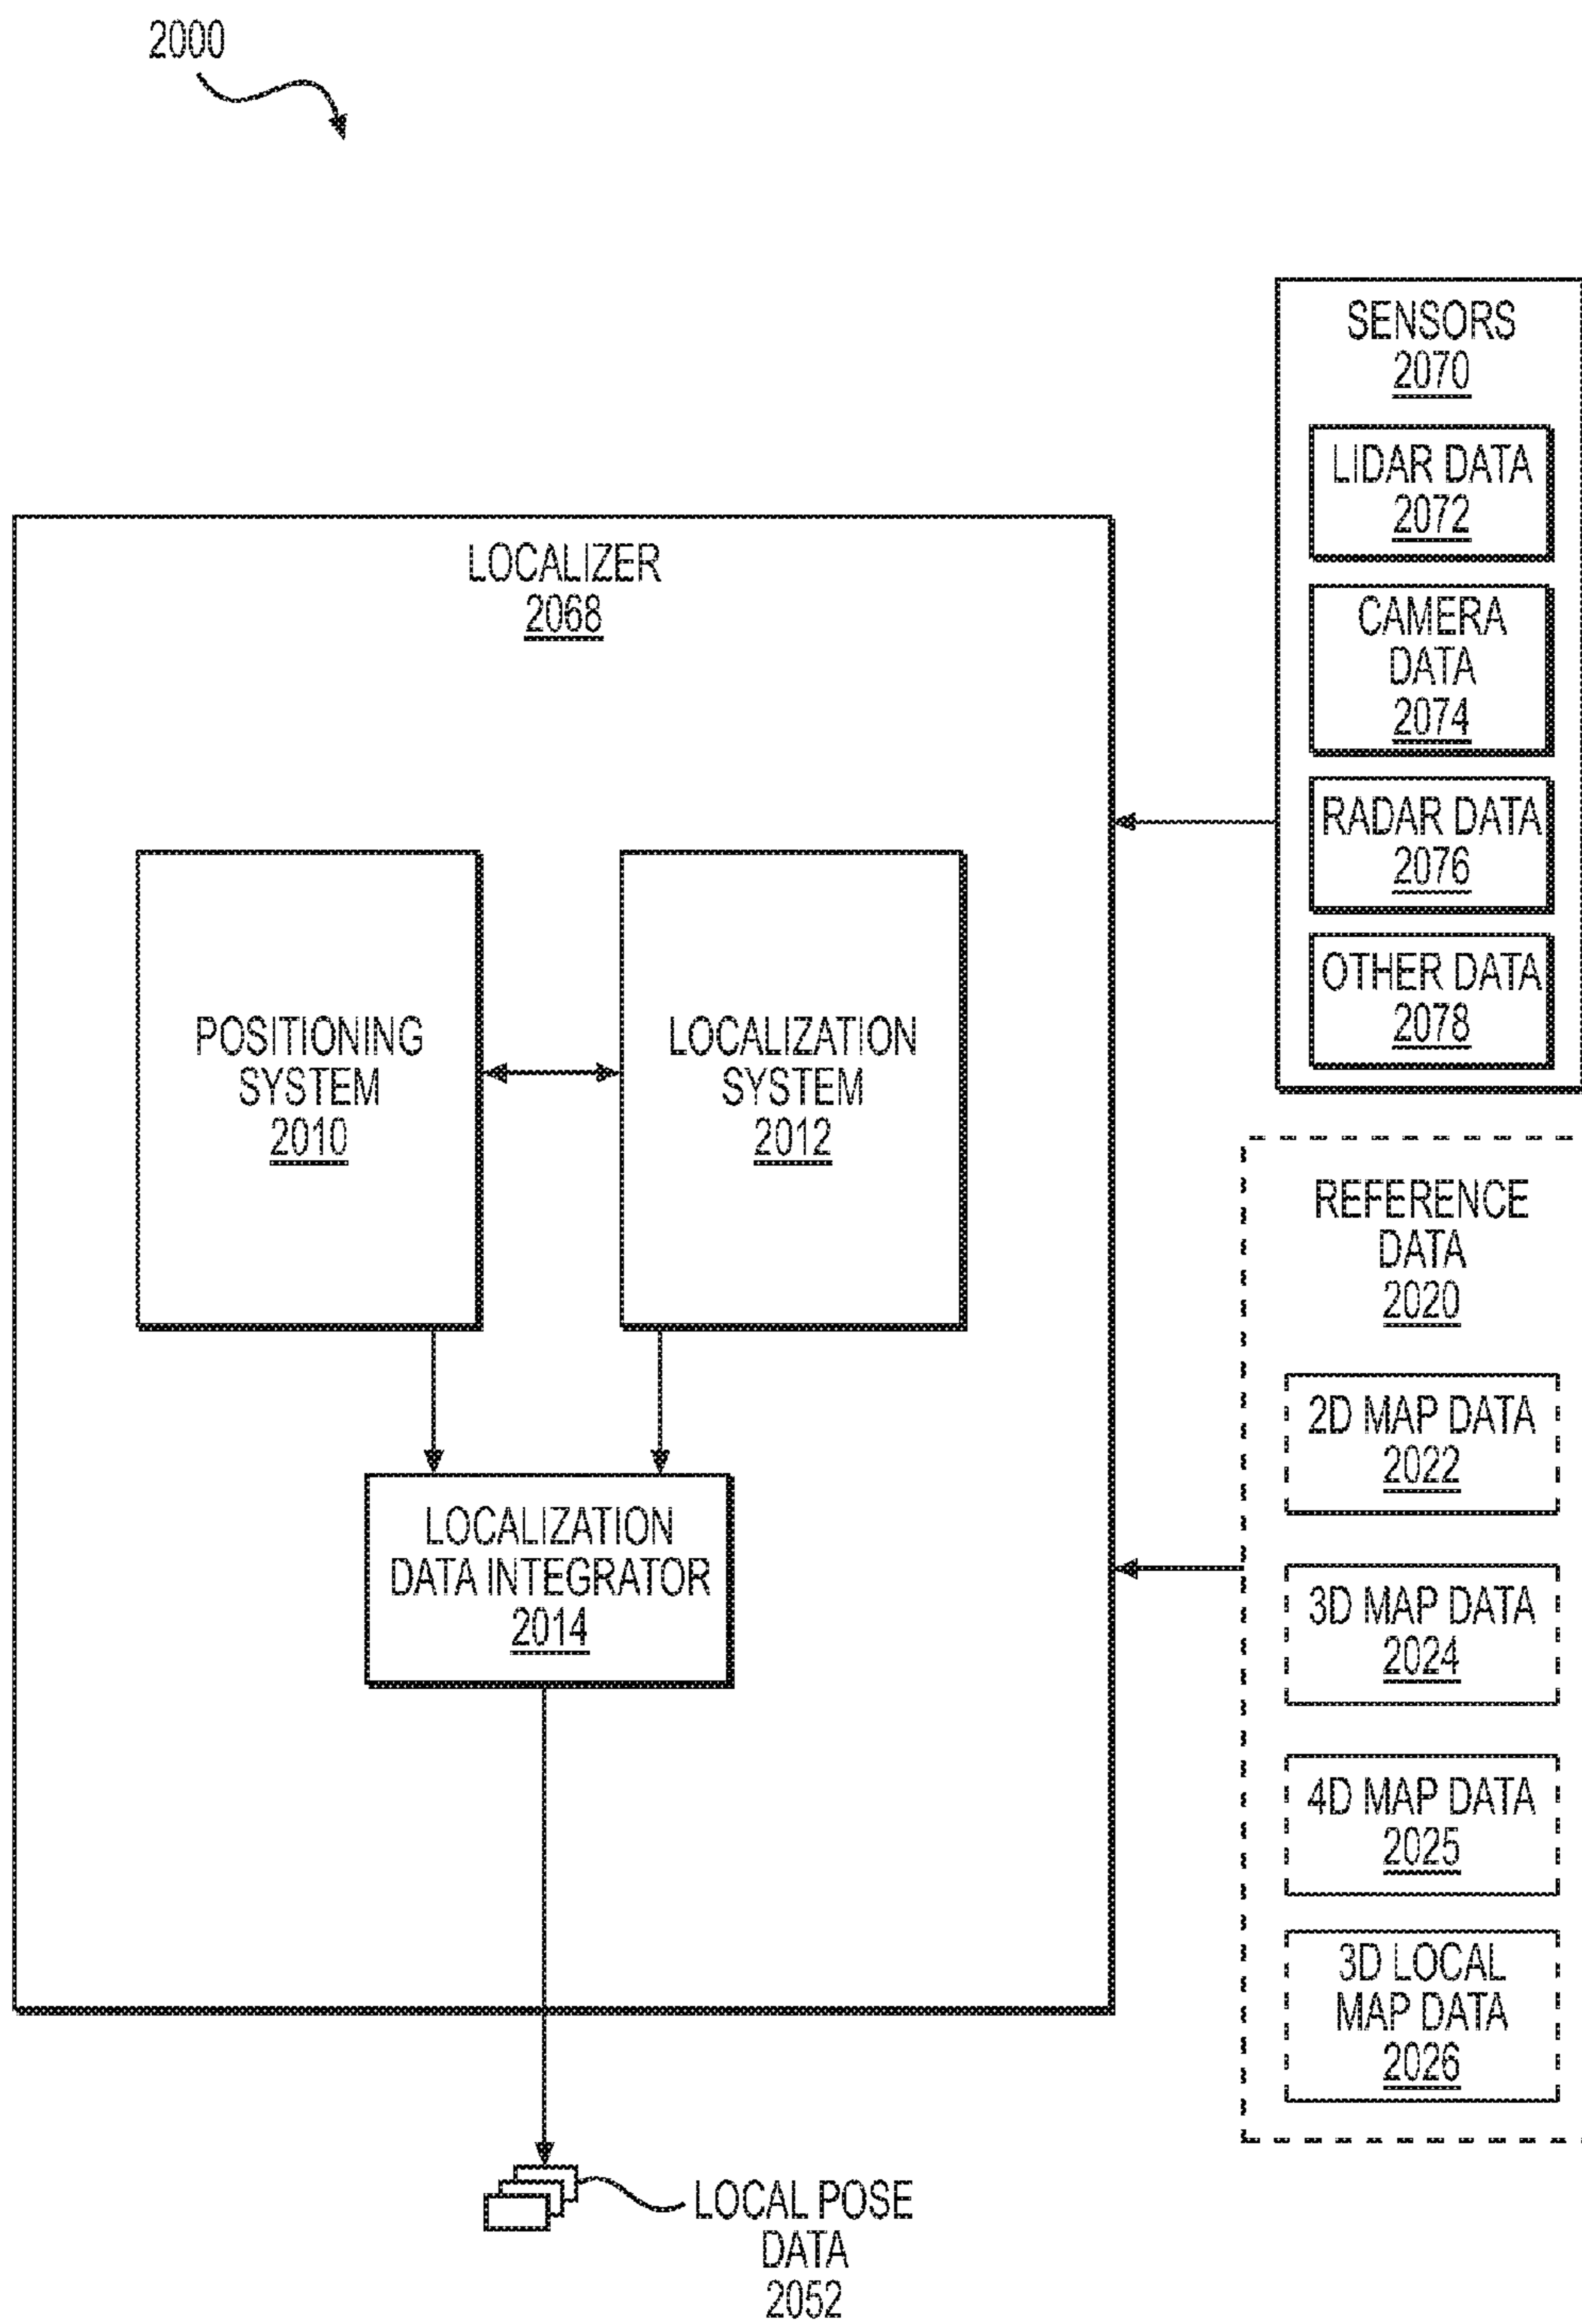 2000
SENSORS
2070
LIDAR DATA
2072
CAMERA
DATA
2074
RADAR DATA
2076
OTHER DATA
2078
LOCALIZER
2068
POSITIONING
SYSTEM
2010
LOCALIZATION
SYSTEM
2012
LOCALIZATION
DATA INTEGRATOR
2014
REFERENCE
DATA
2020
2D MAP DATA
2022
3D MAP DATA
2024
4D MAP DATA
2025
3D LOCAL
MAP DATA
2026
LOCAL POSE
DATA
2052